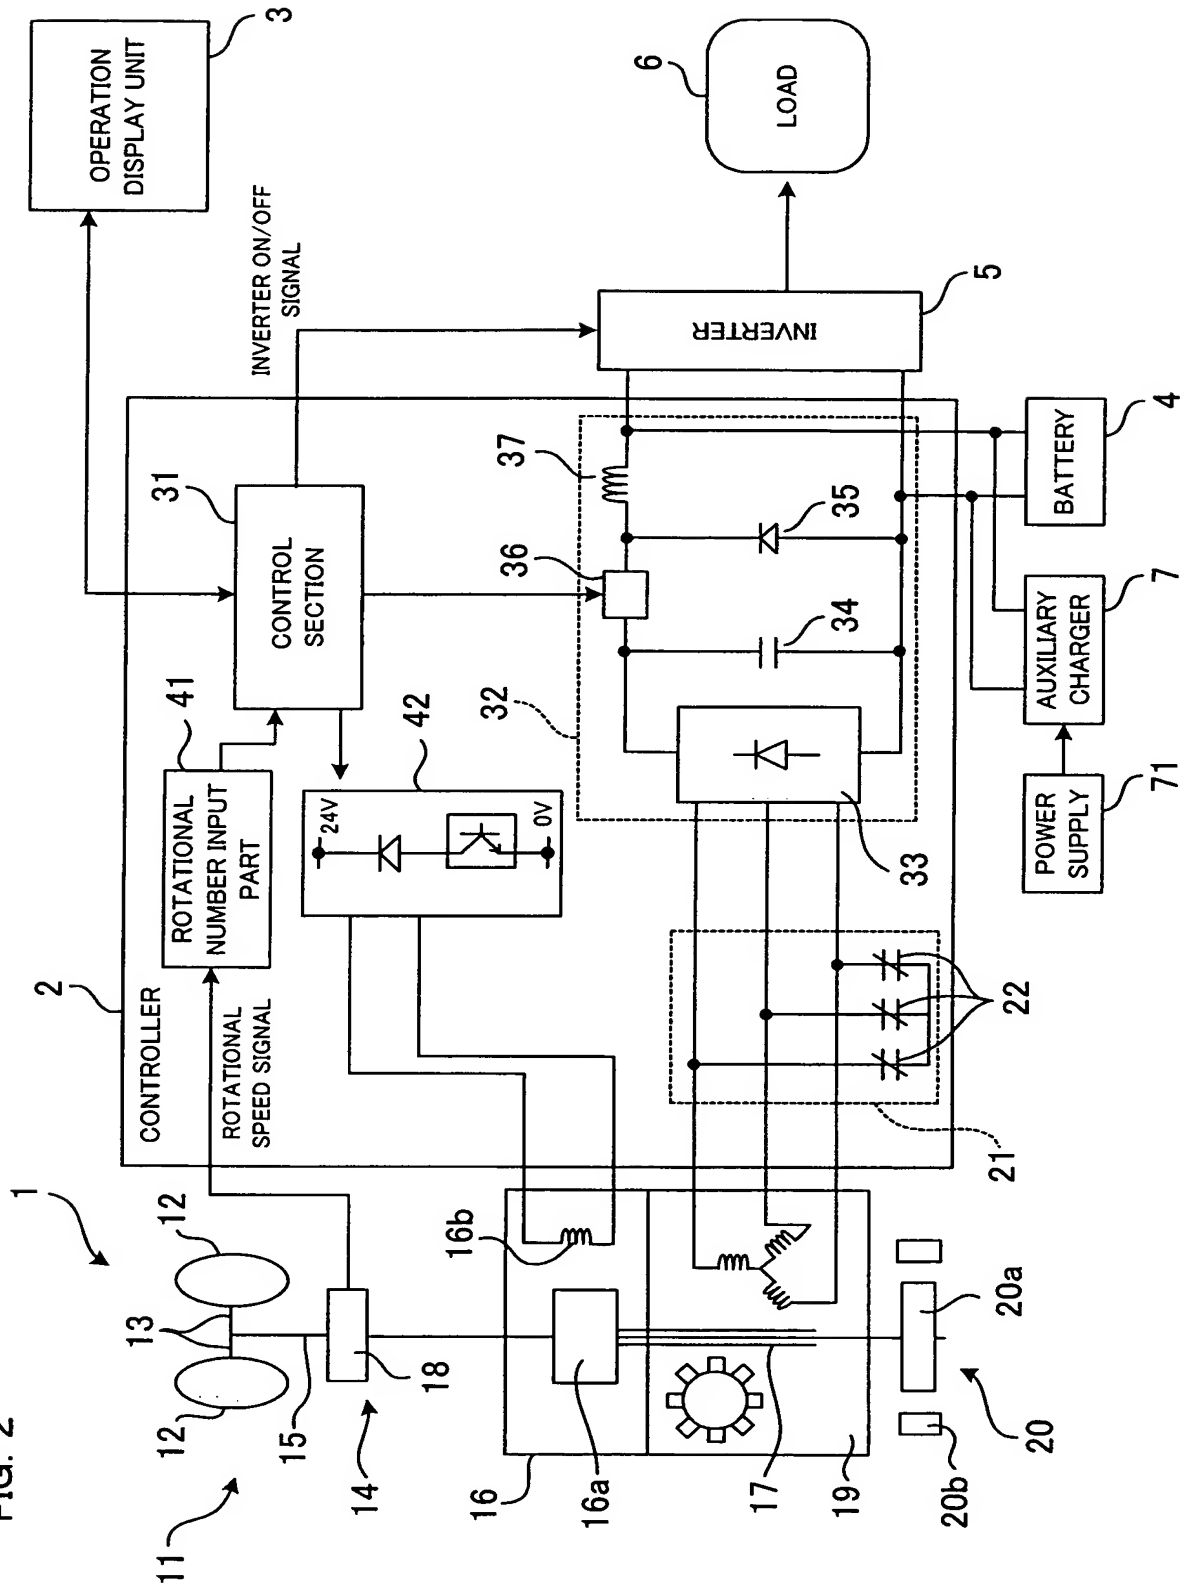 FIG. 2
1
11
12
12
13
14
15
18
16
16a
16b
17
19
20
20a
20b
2
CONTROLLER
ROTATIONAL
SPEED SIGNAL
ROTATIONAL
NUMBER INPUT
PART
41
CONTROL
SECTION
31
42
24V
0V
OPERATION
DISPLAY UNIT
3
INVERTER ON/OFF
SIGNAL
21
22
32
33
34
35
36
37
INVERTER
5
LOAD
6
BATTERY
4
AUXILIARY
CHARGER
7
POWER
SUPPLY
71